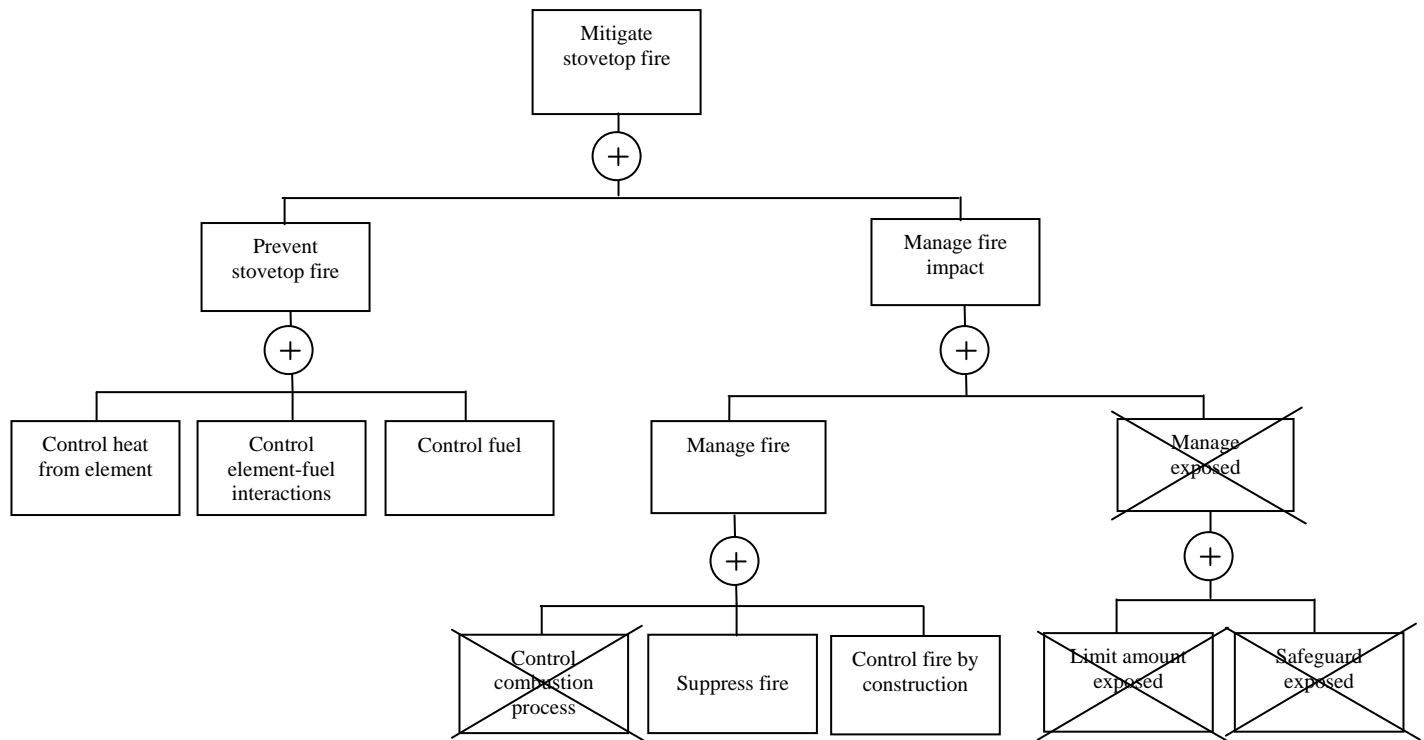 Mitigate
stovetop fire
+
Prevent
stovetop fire
Manage fire
impact
+
+
Control heat
from element
Control
element-fuel
interactions
Control fuel
Manage fire
Manage
exposed
+
+
Control
combustion
process
Suppress fire
Control fire by
construction
Limit amount
exposed
Safeguard
exposed